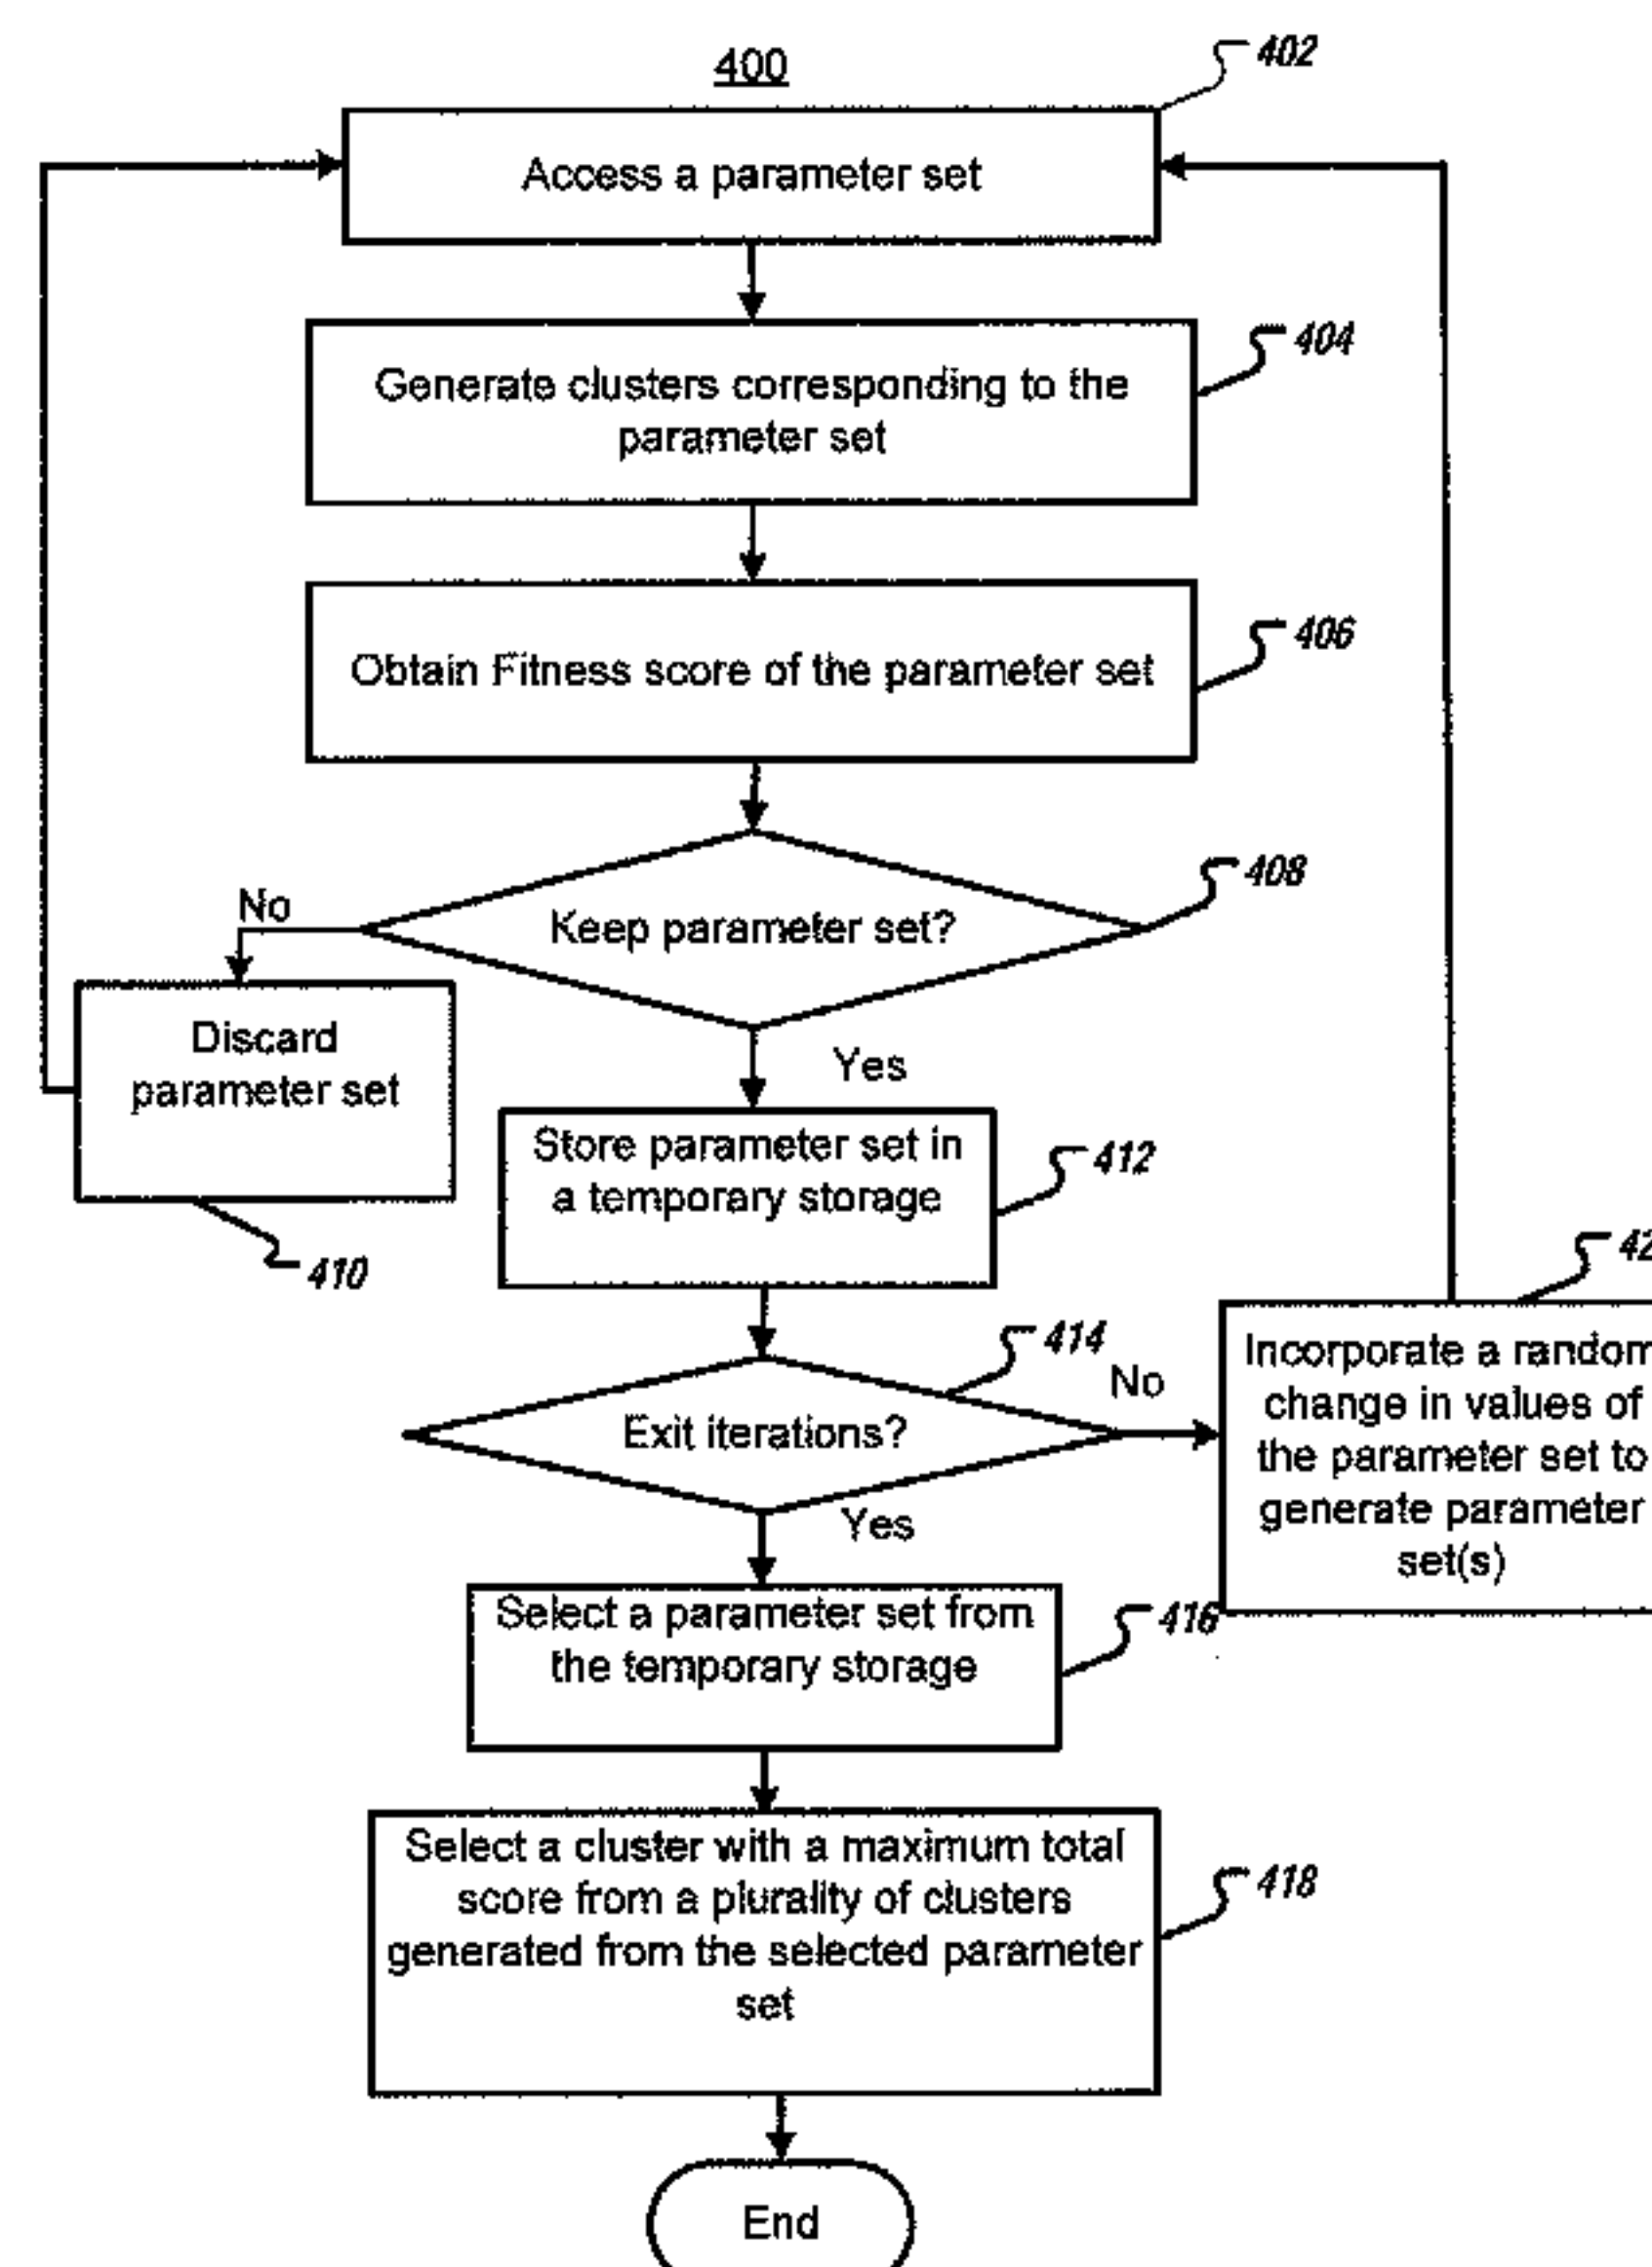 400
402
Access a parameter set
404
Generate clusters corresponding to the
parameter set
406
Obtain Fitness score of the parameter set
408
Keep parameter set?
No
Discard
parameter set
410
Yes
Store parameter set in
a temporary storage
412
414
Exit iterations?
No
Incorporate a random
change in values of
the parameter set to
generate parameter
set(s)
Yes
Select a parameter set from
the temporary storage
416
Select a cluster with a maximum total
score from a plurality of clusters
generated from the selected parameter
set
418
End